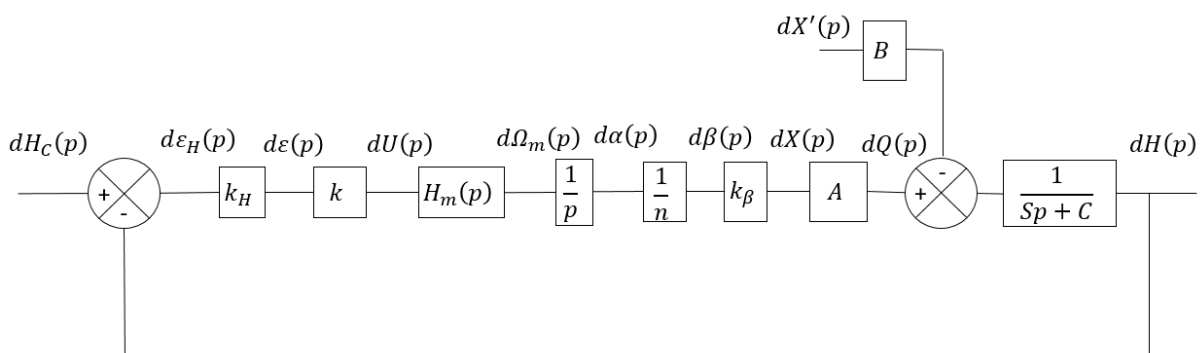 dX′(p)
B
dH_C(p)
dε_H(p)
dε(p)
dU(p)
dΩ_m(p)
dα(p)
dβ(p)
dX(p)
dQ(p)
dH(p)
+
-
k_H
k
H_m(p)
1
p
1
n
k_β
A
+
-
1
Sp + C